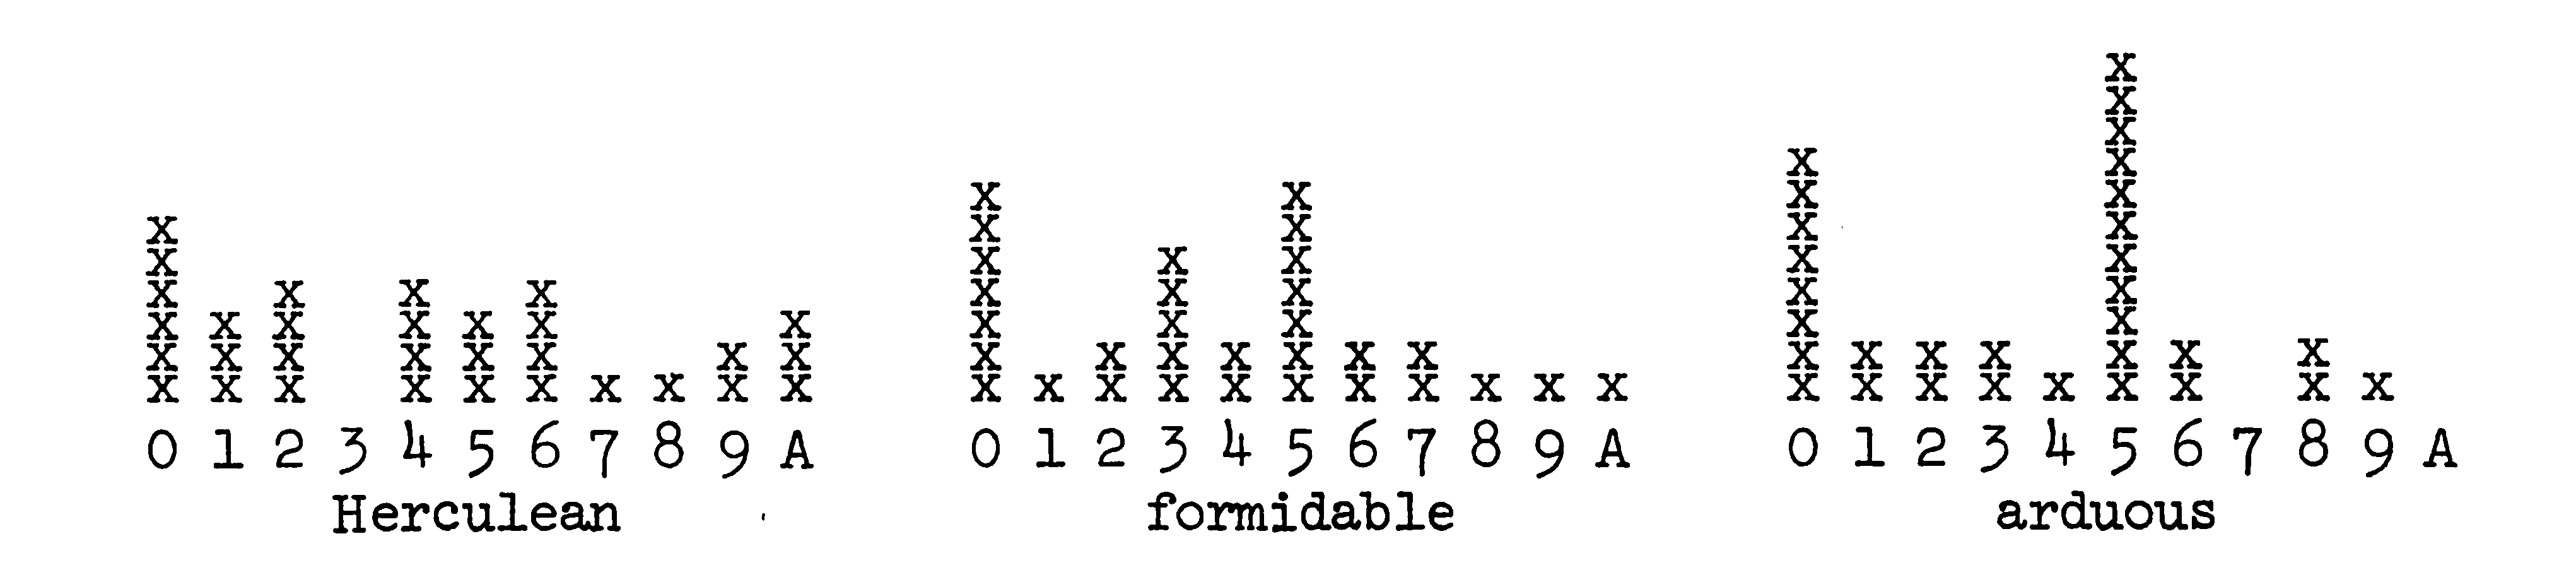 x
x
x
x x
x x x x
x x x x x
x x x x x x
x x x x x x x x x
x x x x x x x x x x x x
x x x x x x x x x x x x x x x x x x x x x x
x x x x x x x x x x x x x x x x x x x x x x x x x x x x x x
0 1 2 3 4 5 6 7 8 9 A 0 1 2 3 4 5 6 7 8 9 A 0 1 2 3 4 5 6 7 8 9 A
Herculean formidable arduous